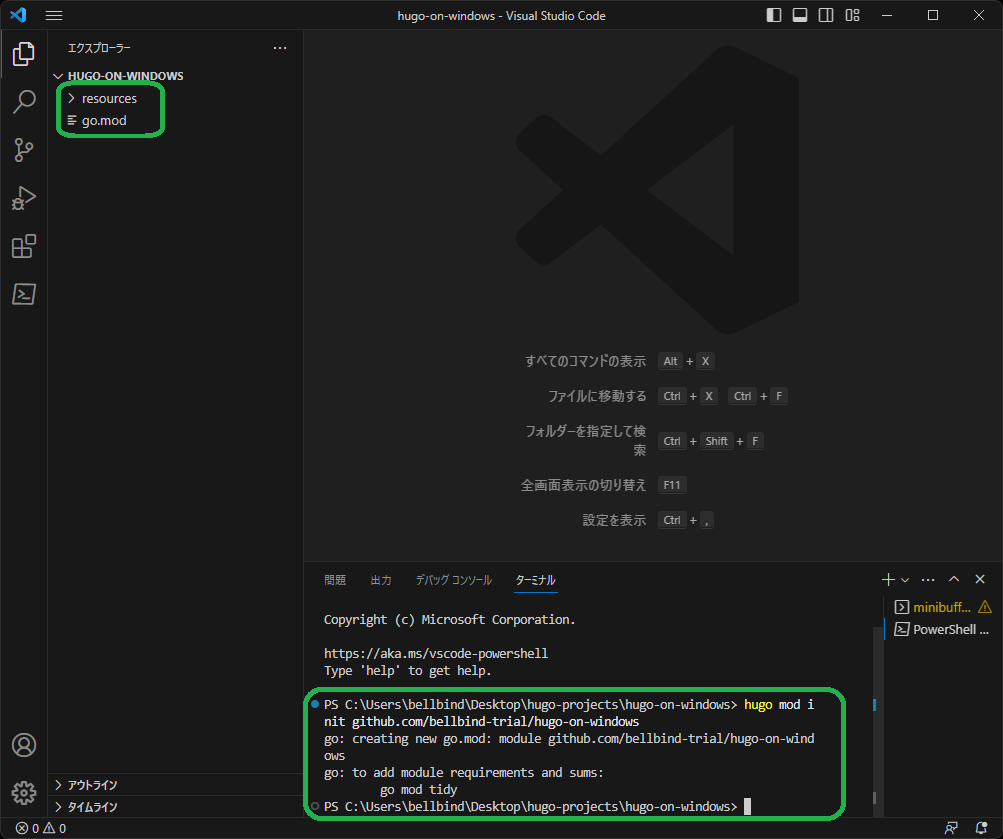 hugo-on-windows - Visual Studio Code
エクスプローラー
HUGO-ON-WINDOWS
resources
go.mod
すべてのコマンドの表示 Alt + X
ファイルに移動する Ctrl + X Ctrl + F
フォルダーを指定して検
索 Ctrl + Shift + F
全画面表示の切り替え F11
設定を表示 Ctrl + ,
問題 出力 デバッグ コンソール ターミナル
Copyright (c) Microsoft Corporation.
https://aka.ms/vscode-powershell
Type 'help' to get help.
PS C:\Users\bellbind\Desktop\hugo-projects\hugo-on-windows> hugo mod i
nit github.com/bellbind-trial/hugo-on-windows
go: creating new go.mod: module github.com/bellbind-trial/hugo-on-wind
ows
go: to add module requirements and sums:
go mod tidy
PS C:\Users\bellbind\Desktop\hugo-projects\hugo-on-windows>
minibuff...
PowerShell ...
アウトライン
タイムライン
0 0